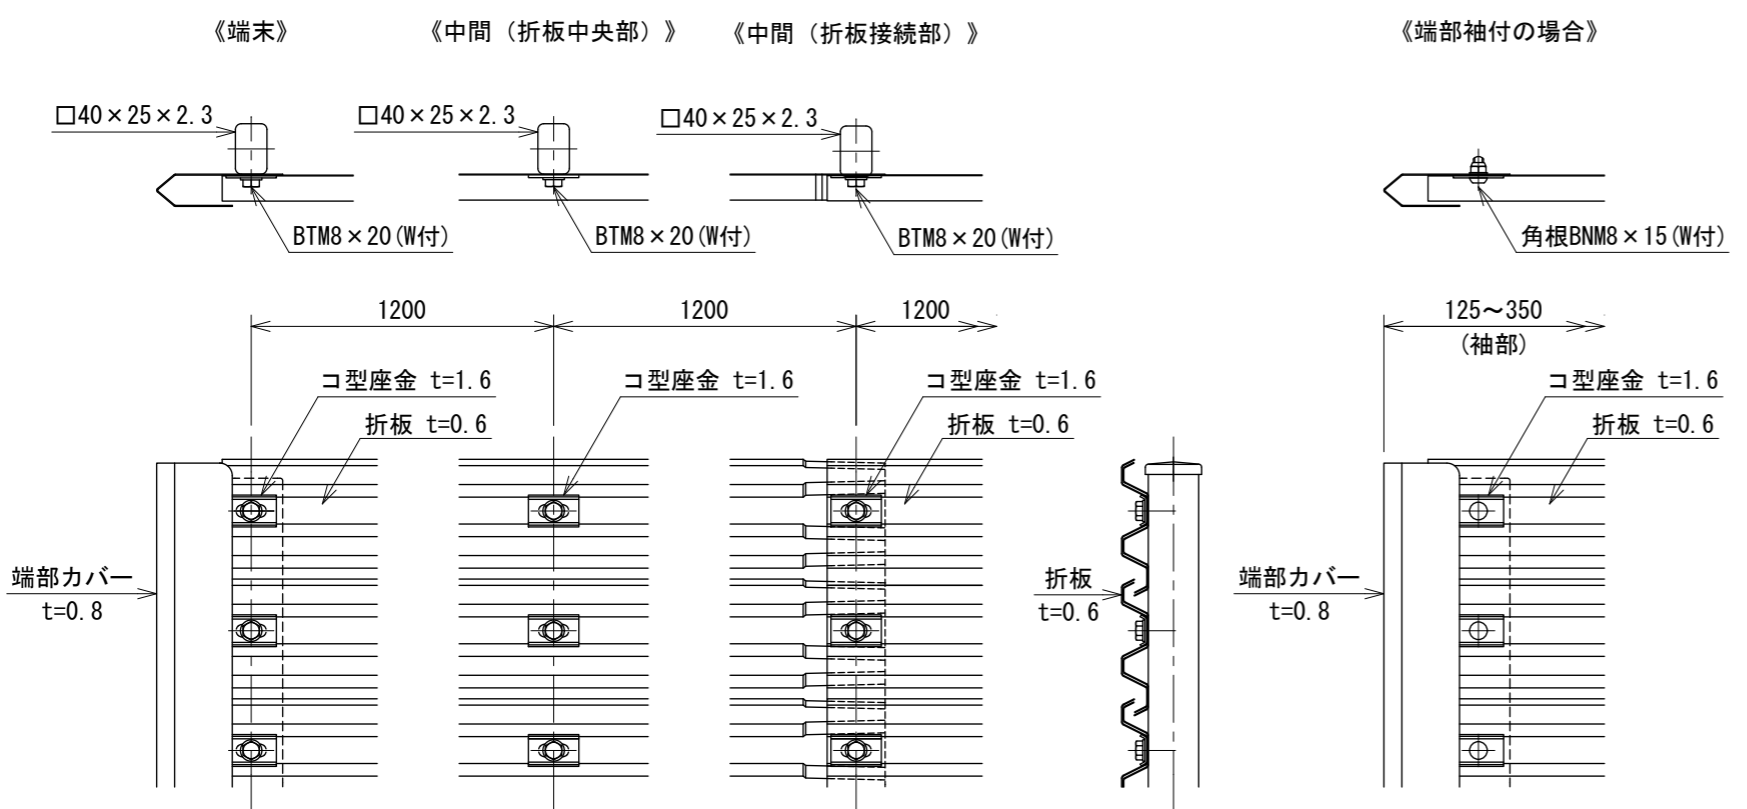 《端末》
《中間（折板中央部）》
《中間（折板接続部）》
《端部袖付の場合》
□40×25×2.3
□40×25×2.3
□40×25×2.3
BTM8×20(W付)
BTM8×20(W付)
BTM8×20(W付)
角根BNM8×15(W付)
1200
1200
1200
125～350
(袖部)
コ型座金 t=1.6
コ型座金 t=1.6
コ型座金 t=1.6
コ型座金 t=1.6
折板 t=0.6
折板 t=0.6
折板 t=0.6
端部カバー
t=0.8
折板
t=0.6
端部カバー
t=0.8